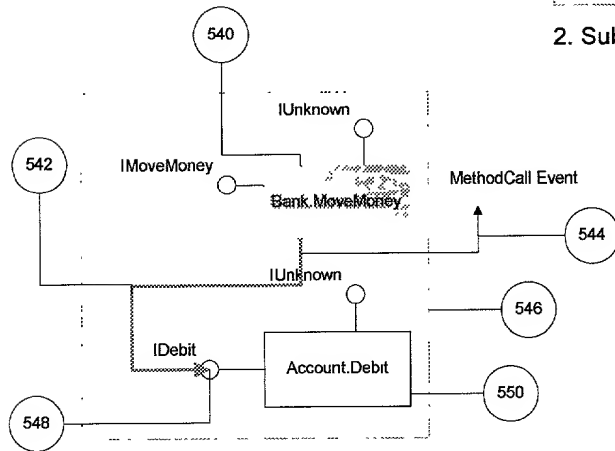 540
2. Sub
IUnknown
542
IMoveMoney
MethodCall Event
Bank.MoveMoney
544
IUnknown
546
IDebit
Account.Debit
550
548